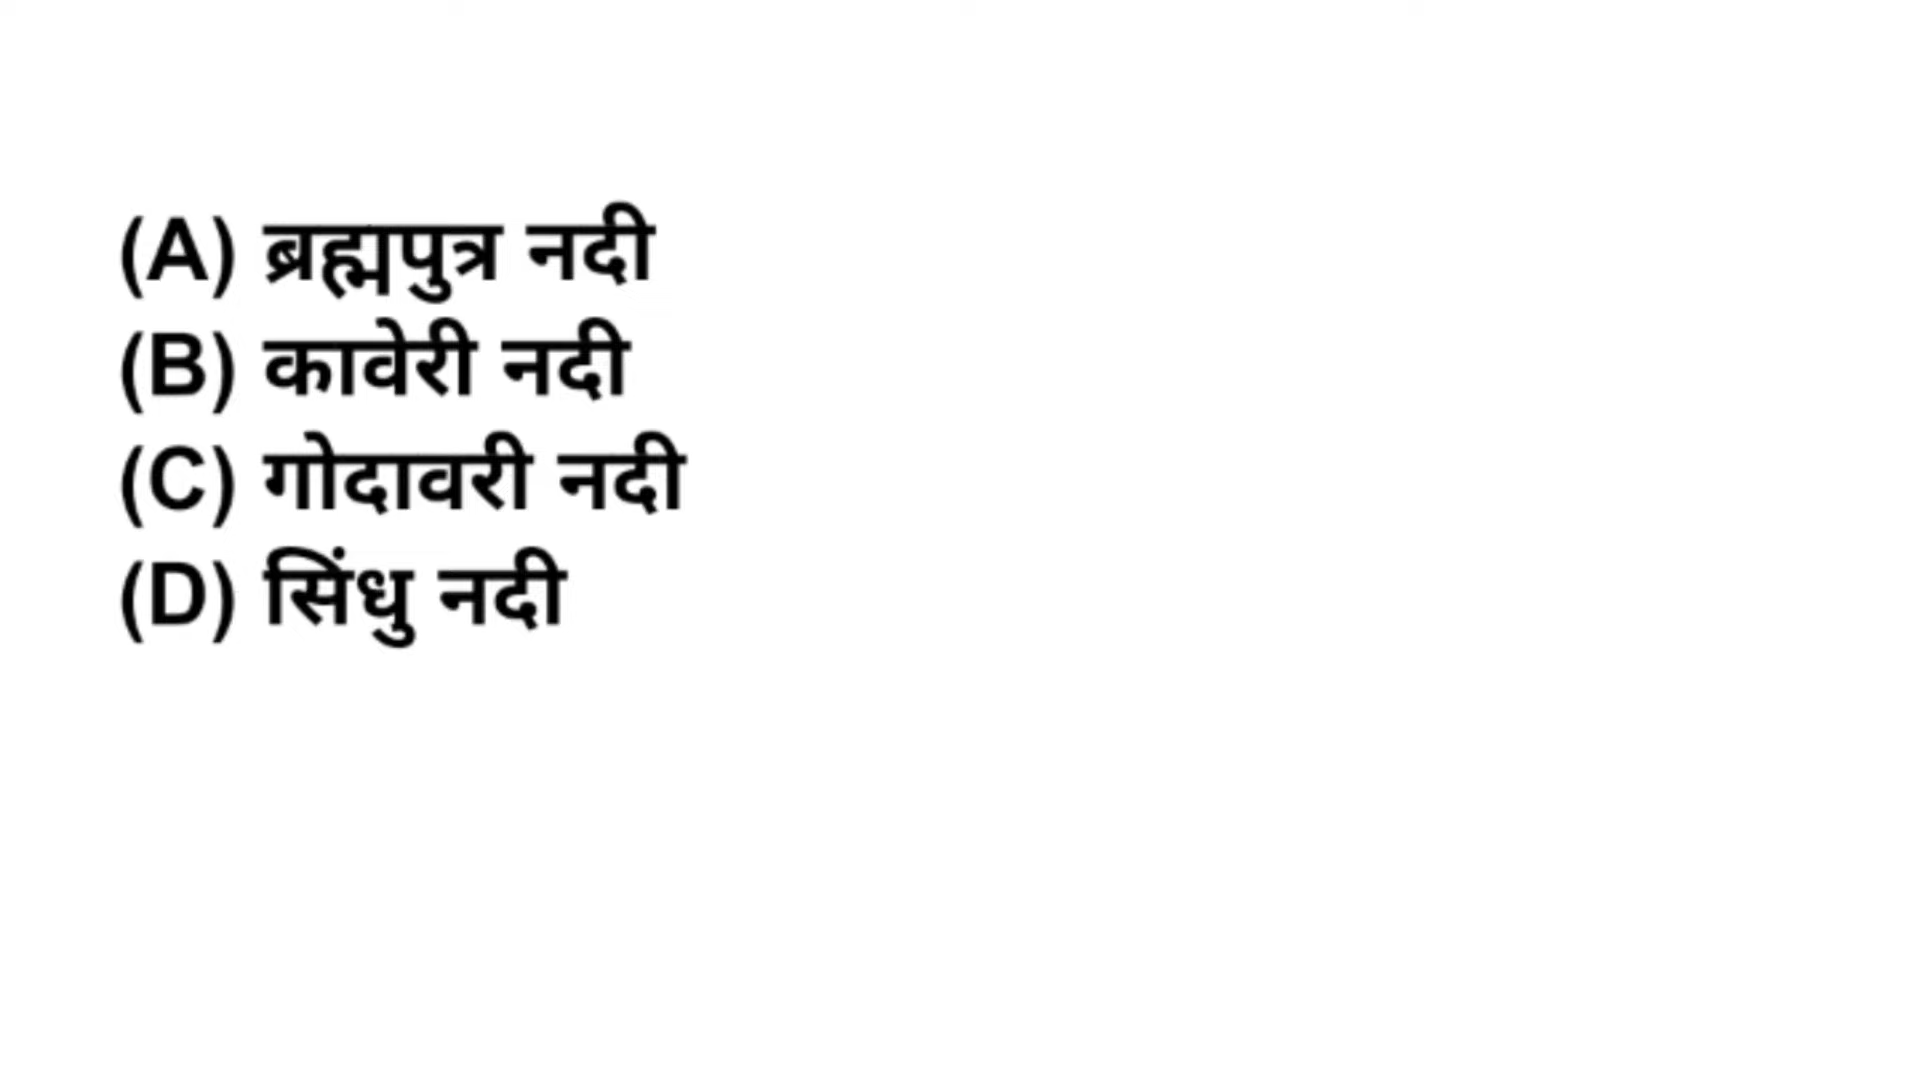 (A) ब्रह्मपुत्र नदी
(B) कावेरी नदी
(C) गोदावरी नदी
(D) सिंधु नदी